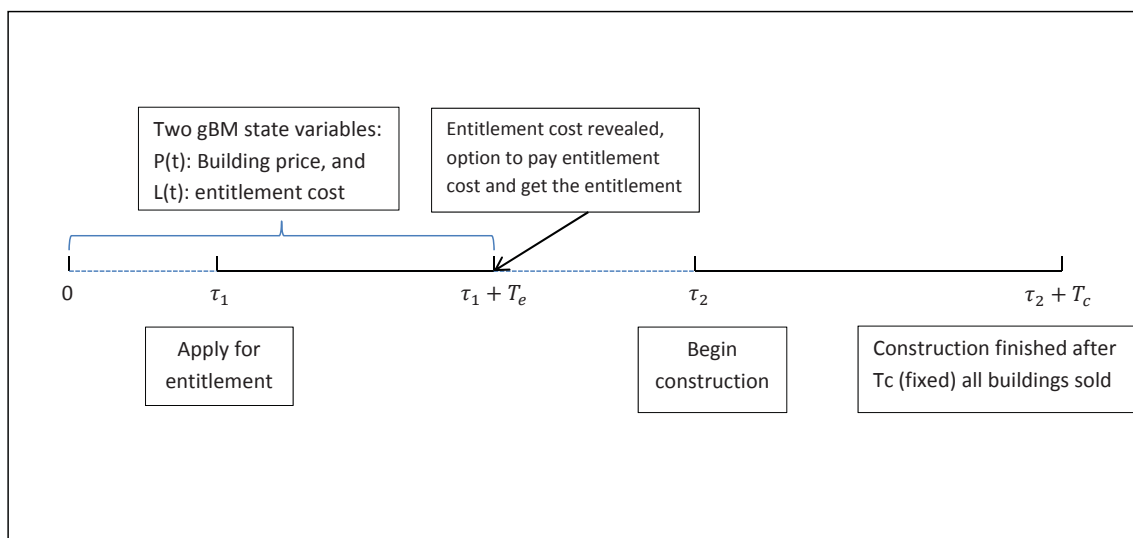 Two gBM state variables:
P(t): Building price, and
L(t): entitlement cost
Entitlement cost revealed,
option to pay entitlement
cost and get the entitlement
0
τ₁
τ₁ + Tₑ
τ₂
τ₂ + T_c
Apply for
entitlement
Begin
construction
Construction finished after
Tc (fixed) all buildings sold